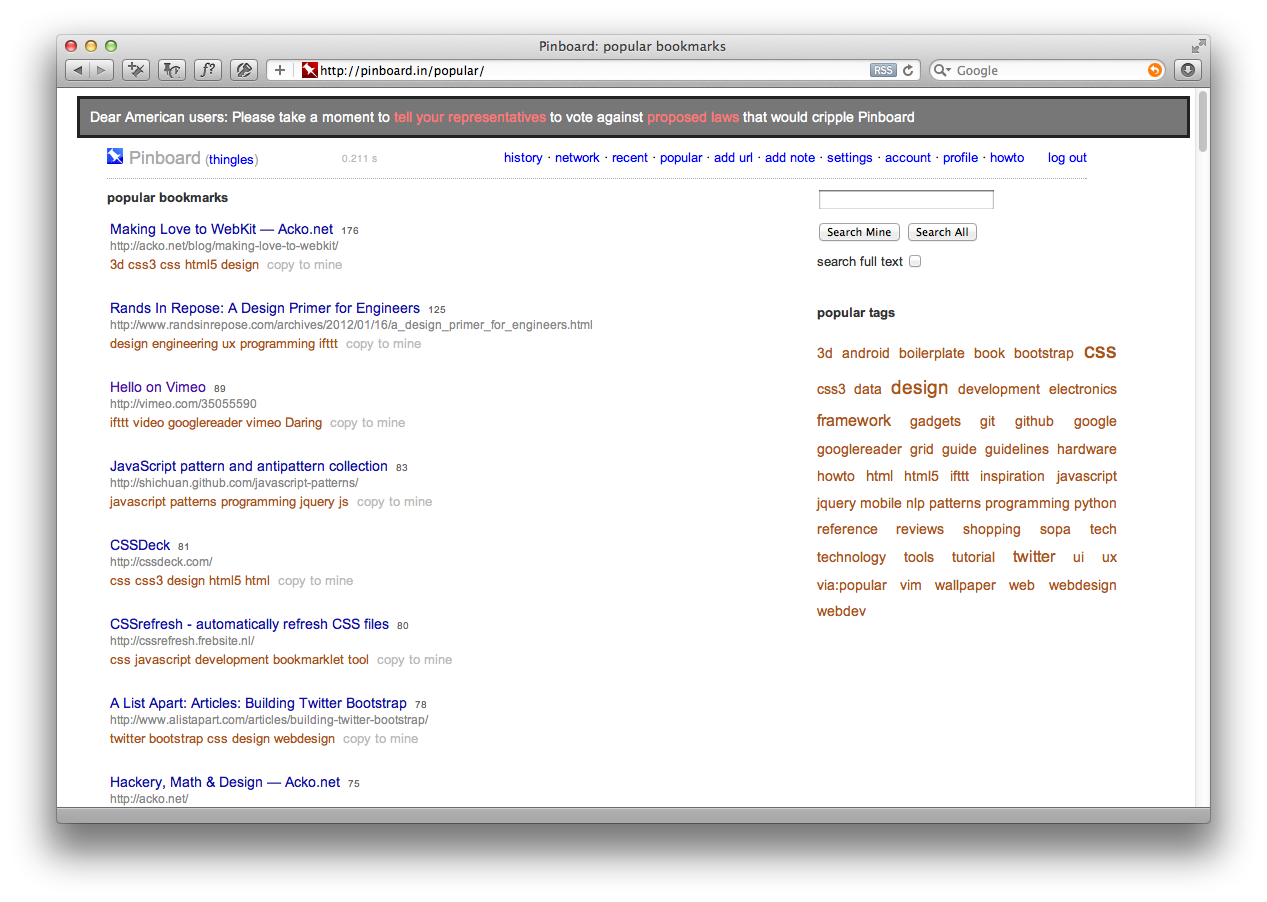 Pinboard: popular bookmarks
f?
http://pinboard.in/popular/
RSS
Google
Dear American users: Please take a moment to tell your representatives to vote against proposed laws that would cripple Pinboard
Pinboard (thingles)
0.211 s
history · network · recent · popular · add url · add note · settings · account · profile · howto
log out
popular bookmarks
Making Love to WebKit — Acko.net 176
http://acko.net/blog/making-love-to-webkit/
3d css3 css html5 design copy to mine
Rands In Repose: A Design Primer for Engineers 125
http://www.randsinrepose.com/archives/2012/01/16/a_design_primer_for_engineers.html
design engineering ux programming ifttt copy to mine
Hello on Vimeo 89
http://vimeo.com/35055590
ifttt video googlereader vimeo Daring copy to mine
JavaScript pattern and antipattern collection 83
http://shichuan.github.com/javascript-patterns/
javascript patterns programming jquery js copy to mine
CSSDeck 81
http://cssdeck.com/
css css3 design html5 html copy to mine
CSSrefresh - automatically refresh CSS files 80
http://cssrefresh.frebsite.nl/
css javascript development bookmarklet tool copy to mine
A List Apart: Articles: Building Twitter Bootstrap 78
http://www.alistapart.com/articles/building-twitter-bootstrap/
twitter bootstrap css design webdesign copy to mine
Hackery, Math & Design — Acko.net 75
http://acko.net/
Search Mine
Search All
search full text
popular tags
3d android boilerplate book bootstrap css
css3 data design development electronics
framework gadgets git github google
googlereader grid guide guidelines hardware
howto html html5 ifttt inspiration javascript
jquery mobile nlp patterns programming python
reference reviews shopping sopa tech
technology tools tutorial twitter ui ux
via:popular vim wallpaper web webdesign
webdev